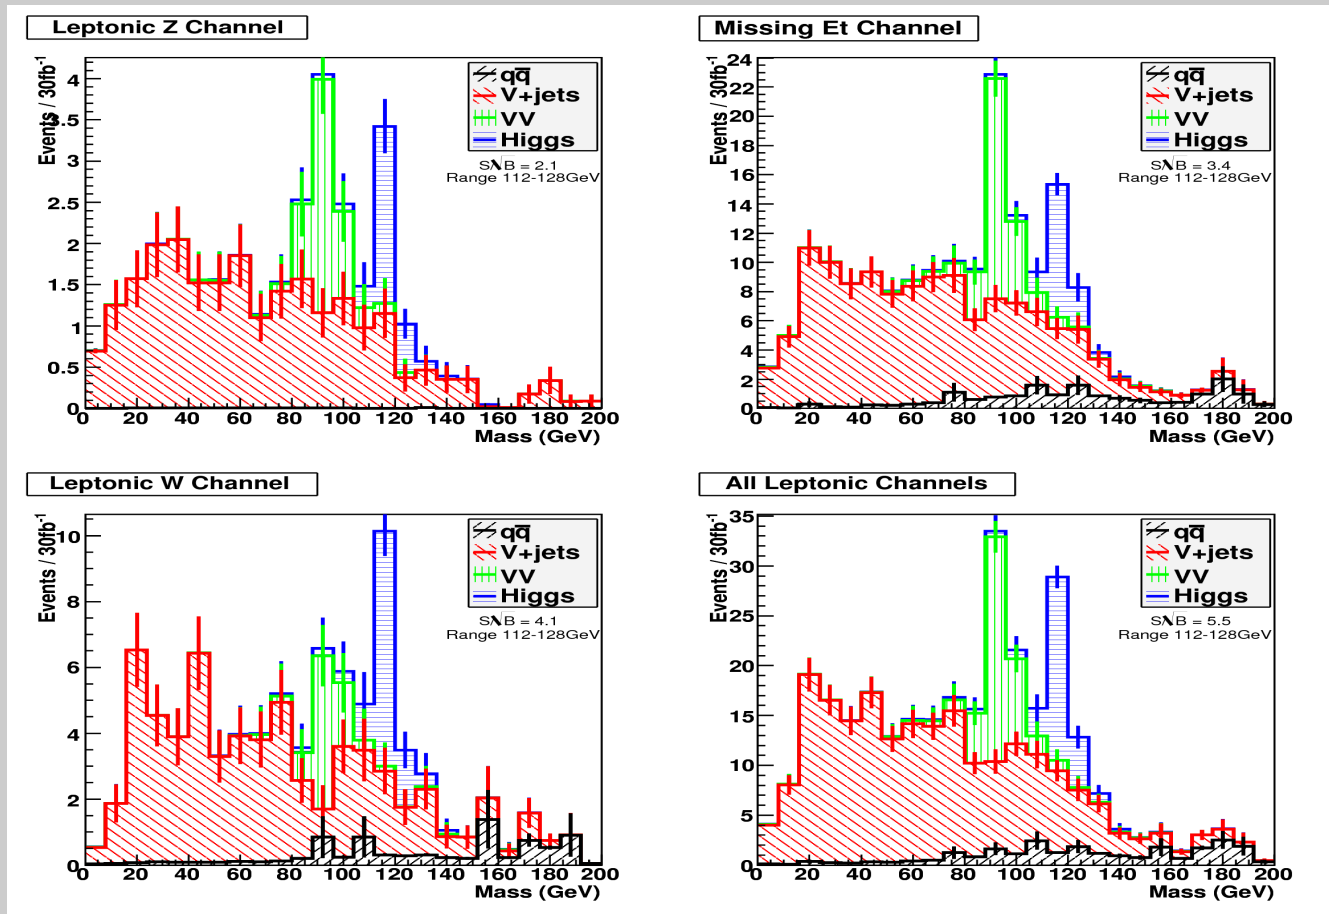 Leptonic Z Channel
Events / 30fb⁻¹
4
3.5
3
2.5
2
1.5
1
0.5
0
qq̅
V+jets
VV
Higgs
S/√B = 2.1
Range 112-128GeV
0 20 40 60 80 100 120 140 160 180 200
Mass (GeV)
Missing Et Channel
Events / 30fb⁻¹
24
22
20
18
16
14
12
10
8
6
4
2
0
qq̅
V+jets
VV
Higgs
S/√B = 3.4
Range 112-128GeV
0 20 40 60 80 100 120 140 160 180 200
Mass (GeV)
Leptonic W Channel
Events / 30fb⁻¹
10
8
6
4
2
0
qq̅
V+jets
VV
Higgs
S/√B = 4.1
Range 112-128GeV
0 20 40 60 80 100 120 140 160 180 200
Mass (GeV)
All Leptonic Channels
Events / 30fb⁻¹
35
30
25
20
15
10
5
0
qq̅
V+jets
VV
Higgs
S/√B = 5.5
Range 112-128GeV
0 20 40 60 80 100 120 140 160 180 200
Mass (GeV)